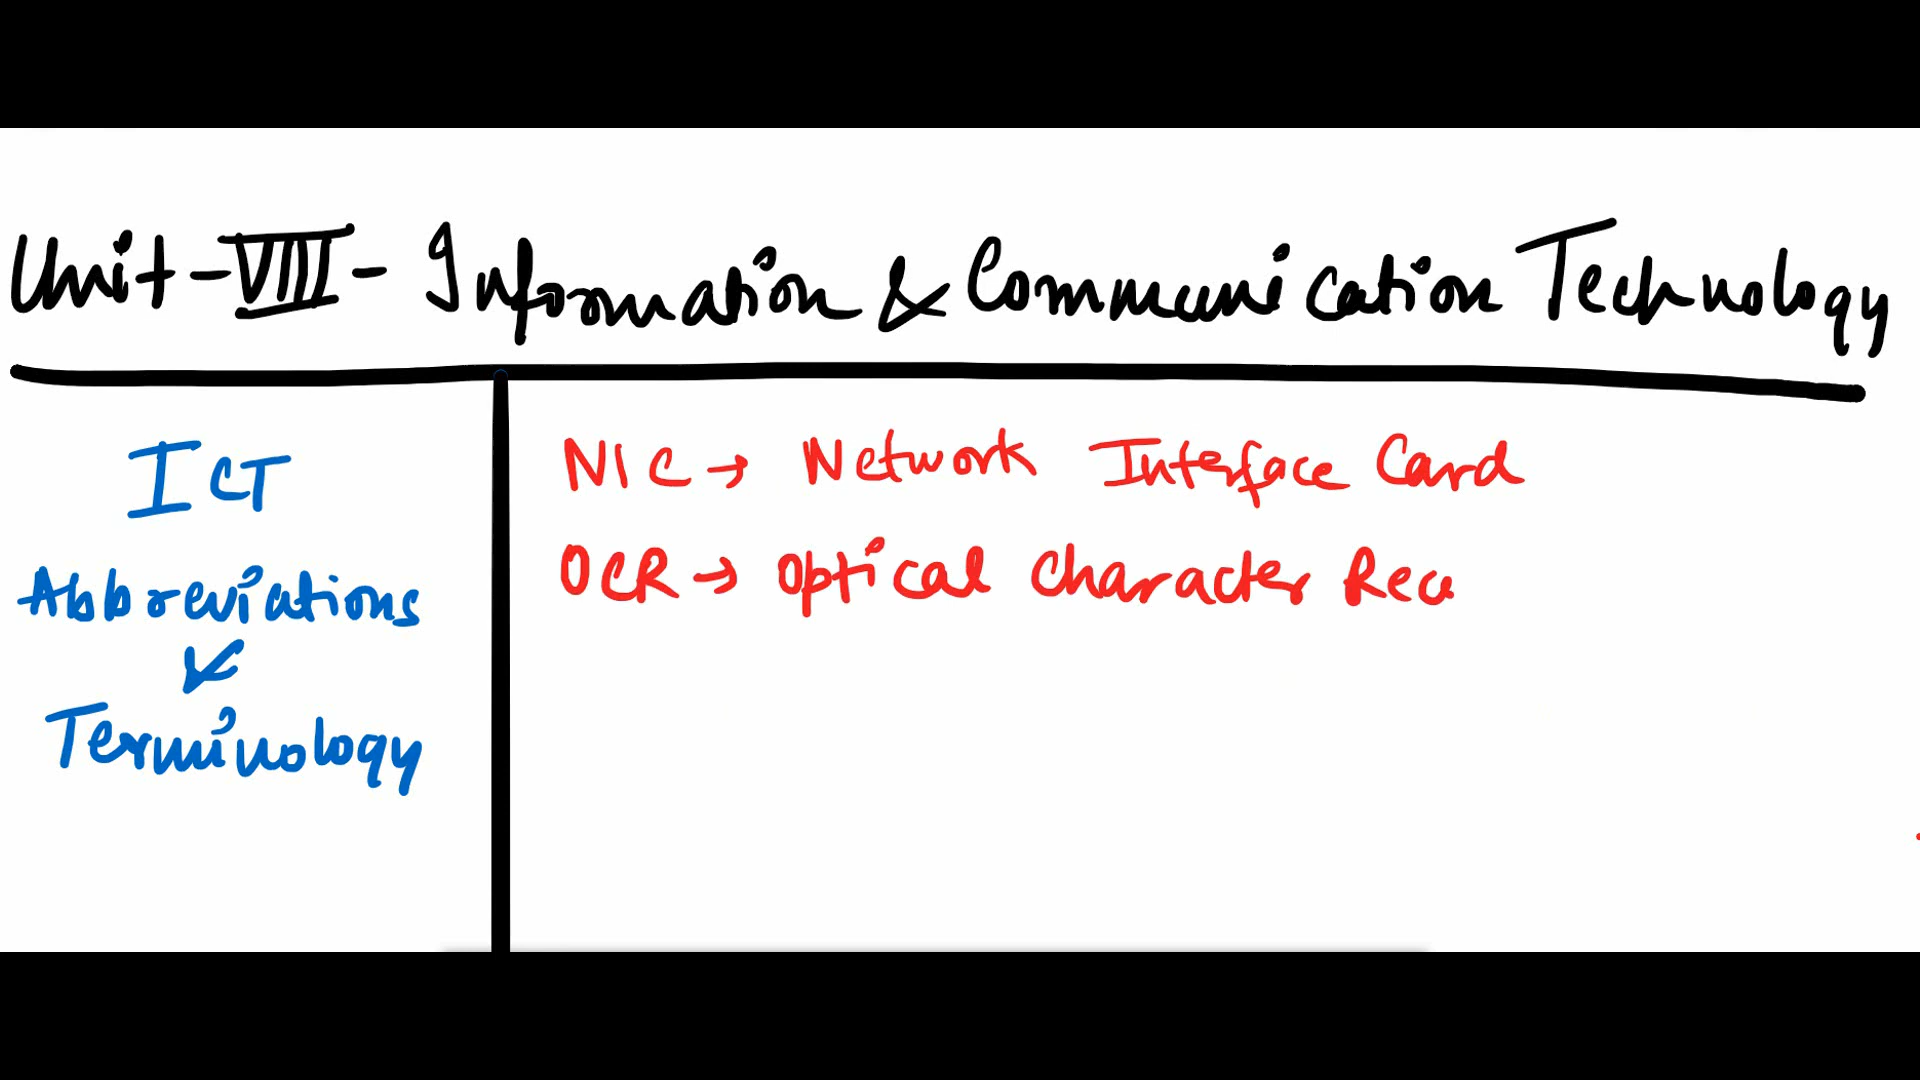 Unit-VIII- Information & Communication Technology
ICT
Abbreviations
&
Terminology
NIC → Network Interface Card
OCR → Optical Character Rec